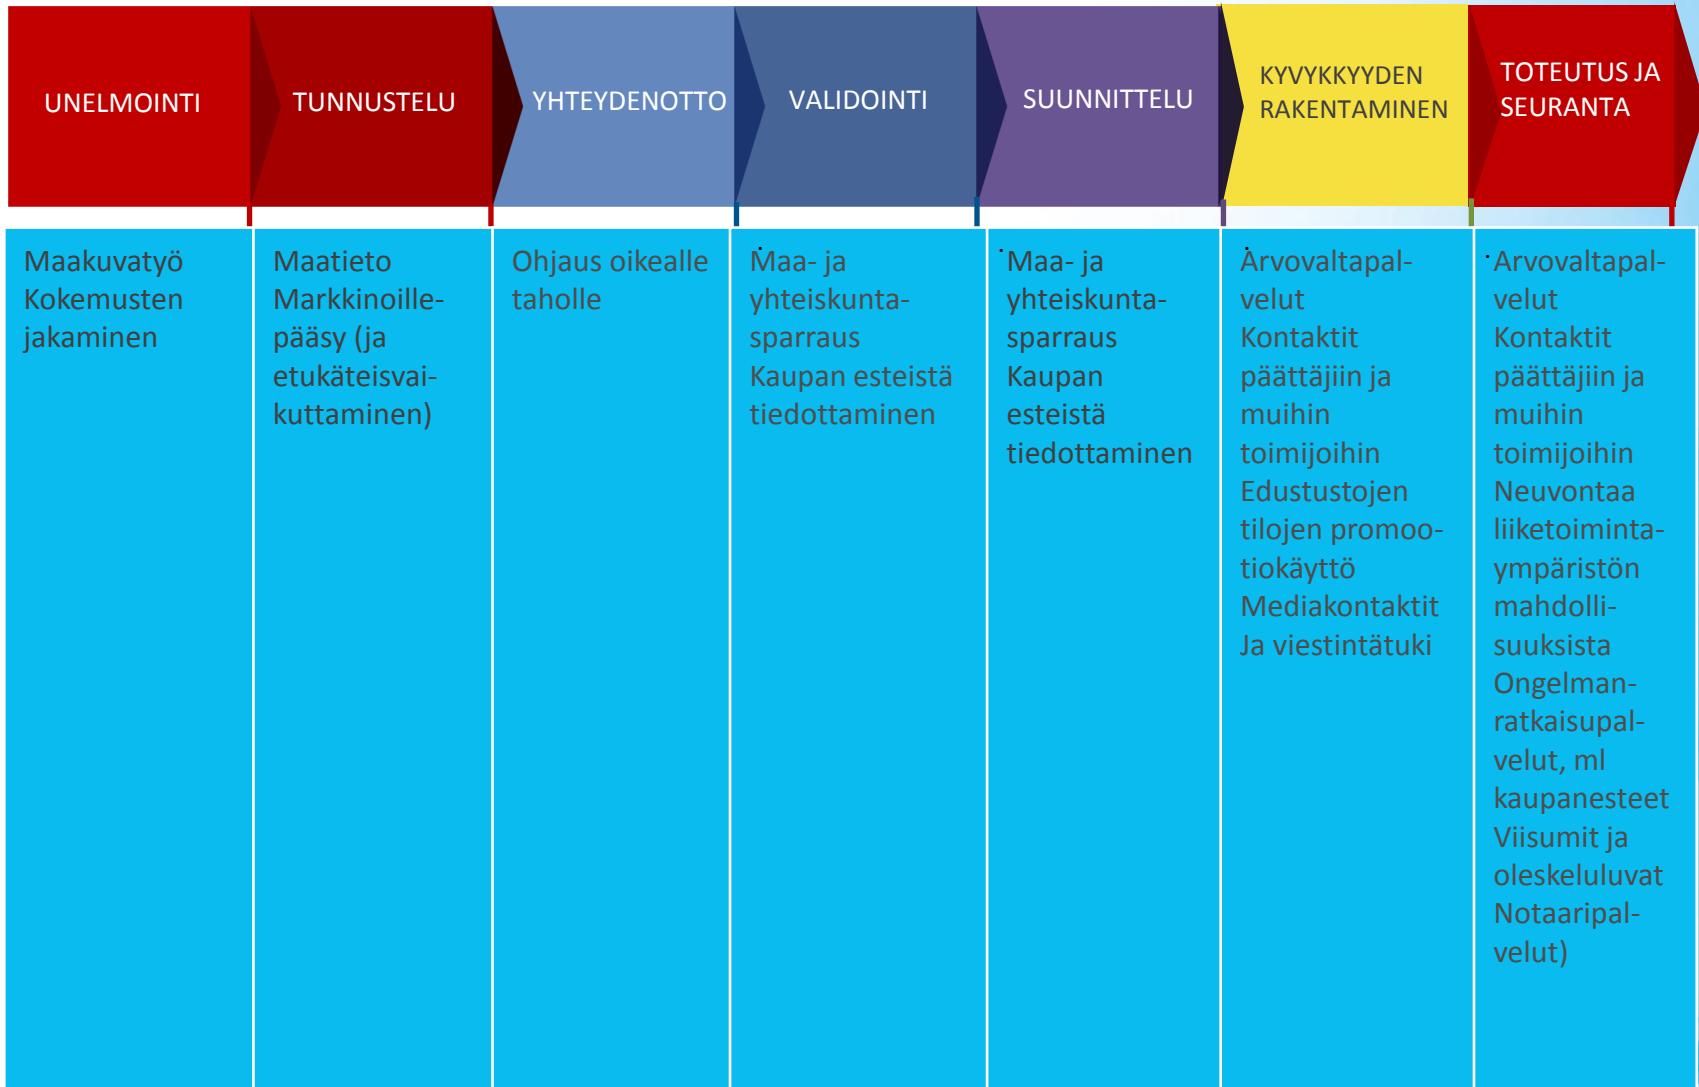 UNELMOINTI
TUNNUSTELU
YHTEYDENOTTO
VALIDOINTI
SUUNNITTELU
KYVYKKYYDEN
RAKENTAMINEN
TOTEUTUS JA
SEURANTA
Maakuvatyö
Kokemusten
jakaminen
Maatieto
Markkinoille-
pääsy (ja
etukäteisvai-
kuttaminen)
Ohjaus oikealle
taholle
Maa- ja
yhteiskunta-
sparraus
Kaupan esteistä
tiedottaminen
Maa- ja
yhteiskunta-
sparraus
Kaupan
esteistä
tiedottaminen
Arvovaltapal-
velut
Kontaktit
päättäjiin ja
muihin
toimijoihin
Edustustojen
tilojen promoo-
tiokäyttö
Mediakontaktit
Ja viestintätuki
Arvovaltapal-
velut
Kontaktit
päättäjiin ja
muihin
toimijoihin
Neuvontaa
liiketoiminta-
ympäristön
mahdolli-
suuksista
Ongelman-
ratkaisupal-
velut, ml
kaupanesteet
Viisumit ja
oleskeluluvat
Notaaripal-
velut)